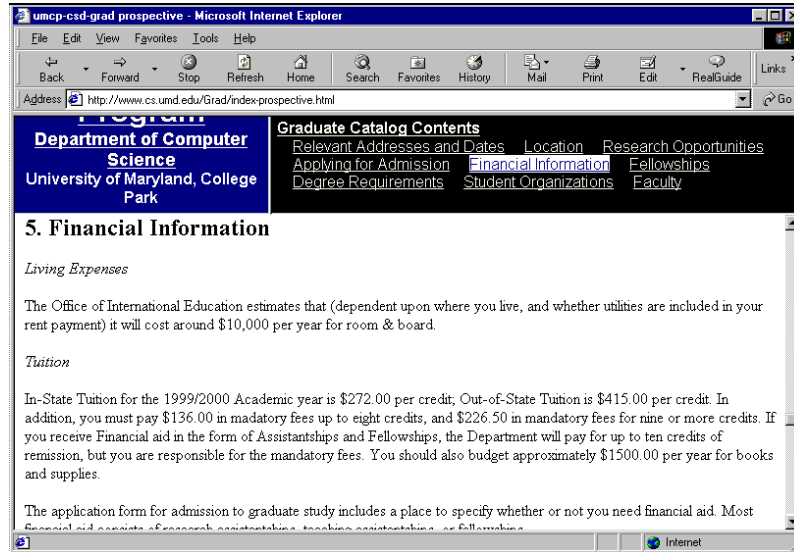 umcp-csd-grad prospective - Microsoft Internet Explorer
File Edit View Favorites Tools Help
Back Forward Stop Refresh Home Search Favorites History Mail Print Edit RealGuide Links
Address http://www.cs.umd.edu/Grad/index-prospective.html Go
Program
Department of Computer
Science
University of Maryland, College
Park
Graduate Catalog Contents
Relevant Addresses and Dates Location Research Opportunities
Applying for Admission Financial Information Fellowships
Degree Requirements Student Organizations Faculty
5. Financial Information
Living Expenses
The Office of International Education estimates that (dependent upon where you live, and whether utilities are included in your
rent payment) it will cost around $10,000 per year for room & board.
Tuition
In-State Tuition for the 1999/2000 Academic year is $272.00 per credit; Out-of-State Tuition is $415.00 per credit. In
addition, you must pay $136.00 in madatory fees up to eight credits, and $226.50 in mandatory fees for nine or more credits. If
you receive Financial aid in the form of Assistantships and Fellowships, the Department will pay for up to ten credits of
remission, but you are responsible for the mandatory fees. You should also budget approximately $1500.00 per year for books
and supplies.
The application form for admission to graduate study includes a place to specify whether or not you need financial aid. Most
financial aid consists of research assistantships, teaching assistantships, or fellowships.
Internet